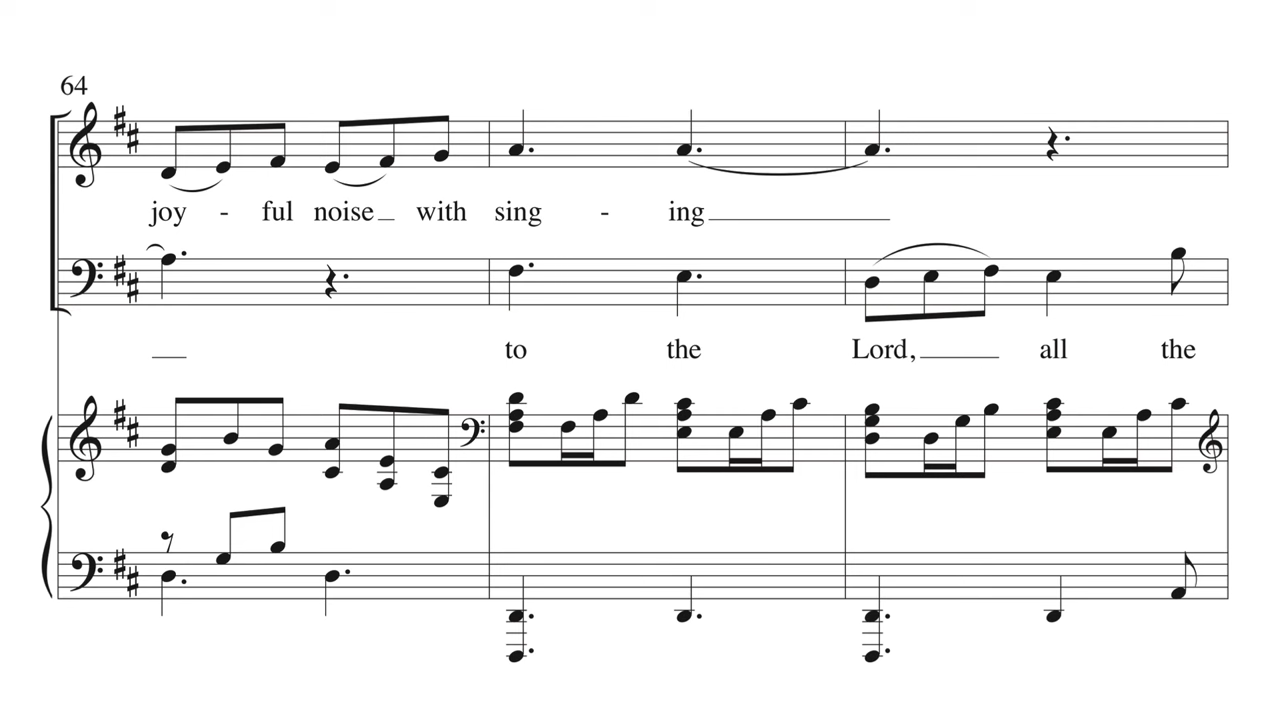 64
joy - ful noise with sing - ing
to the Lord, all the